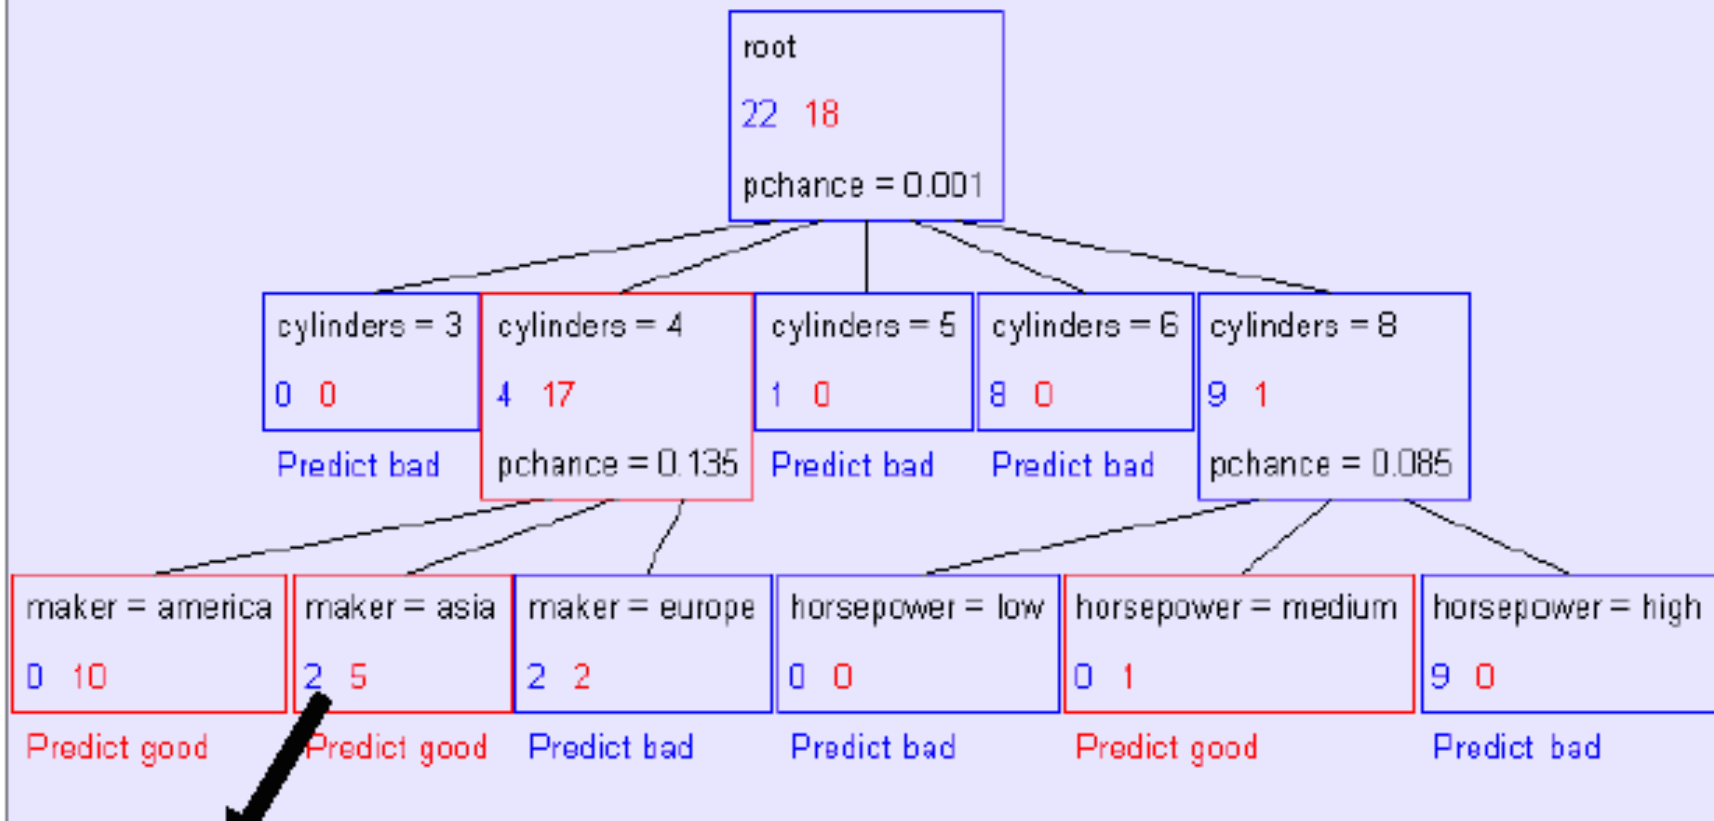 root
22 18
pchance = 0.001
cylinders = 3 cylinders = 4 cylinders = 5 cylinders = 6 cylinders = 8
0 0 4 17 1 0 8 0 9 1
Predict bad pchance = 0.135 Predict bad Predict bad pchance = 0.085
maker = america maker = asia maker = europe horsepower = low horsepower = medium horsepower = high
0 10 2 5 2 2 0 0 0 1 9 0
Predict good Predict good Predict bad Predict bad Predict good Predict bad